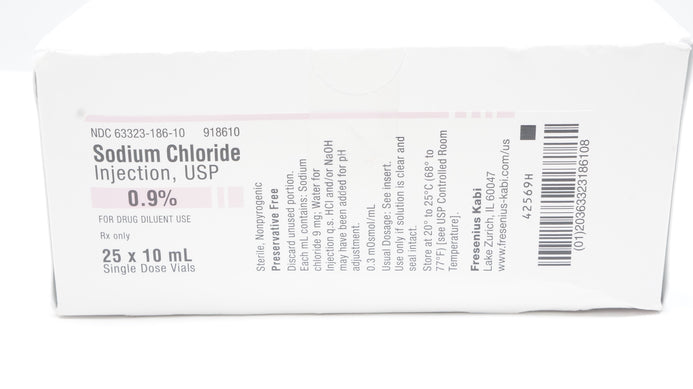 NDC 63323-186-10 918610
Sodium Chloride
Injection, USP
0.9%
FOR DRUG DILUENT USE
Rx only
25 x 10 mL
Single Dose Vials
Sterile, Nonpyrogenic
Preservative Free
Discard unused portion.
Each mL contains: Sodium
chloride 9 mg; Water for
Injection q.s. HCl and/or NaOH
may have been added for pH
adjustment.
0.3 mOsmol/mL
Usual Dosage: See insert.
Use only if solution is clear and
seal intact.
Store at 20° to 25°C (68° to
77°F) [see USP Controlled Room
Temperature].
Fresenius Kabi
Lake Zurich, IL 60047
www.fresenius-kabi.com/us
42569H
(01)20363323186108